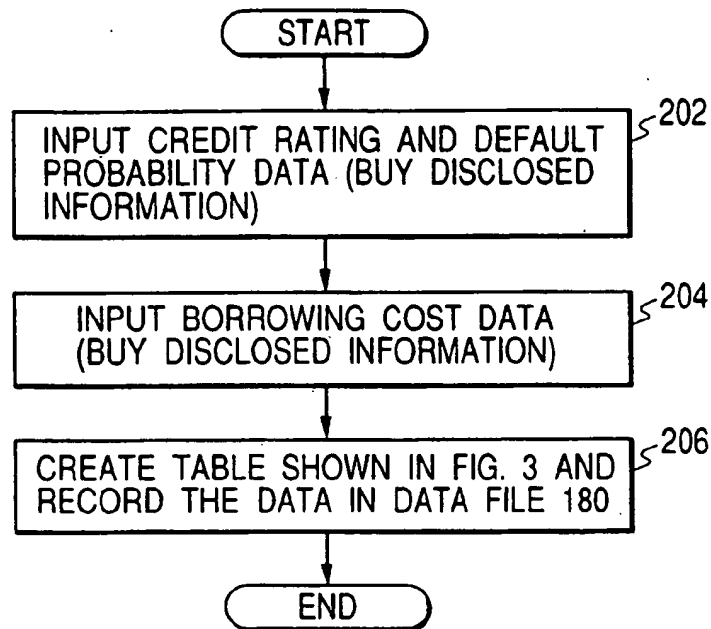 START
202
INPUT CREDIT RATING AND DEFAULT
PROBABILITY DATA (BUY DISCLOSED
INFORMATION)
204
INPUT BORROWING COST DATA
(BUY DISCLOSED INFORMATION)
206
CREATE TABLE SHOWN IN FIG. 3 AND
RECORD THE DATA IN DATA FILE 180
END